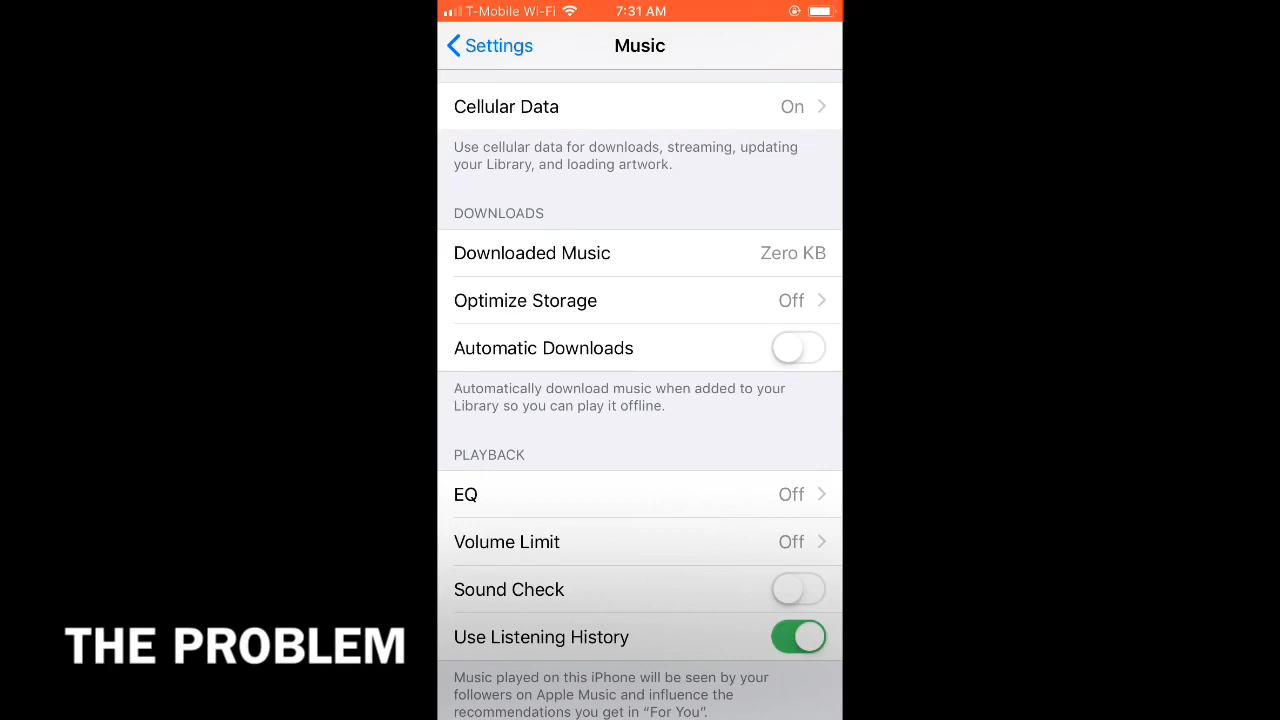 T-Mobile Wi-Fi 7:31 AM
Settings Music
Cellular Data On
Use cellular data for downloads, streaming, updating
your Library, and loading artwork.
DOWNLOADS
Downloaded Music Zero KB
Optimize Storage Off
Automatic Downloads
Automatically download music when added to your
Library so you can play it offline.
PLAYBACK
EQ Off
Volume Limit Off
Sound Check
Use Listening History
Music played on this iPhone will be seen by your
followers on Apple Music and influence the
recommendations you get in “For You”.
THE PROBLEM